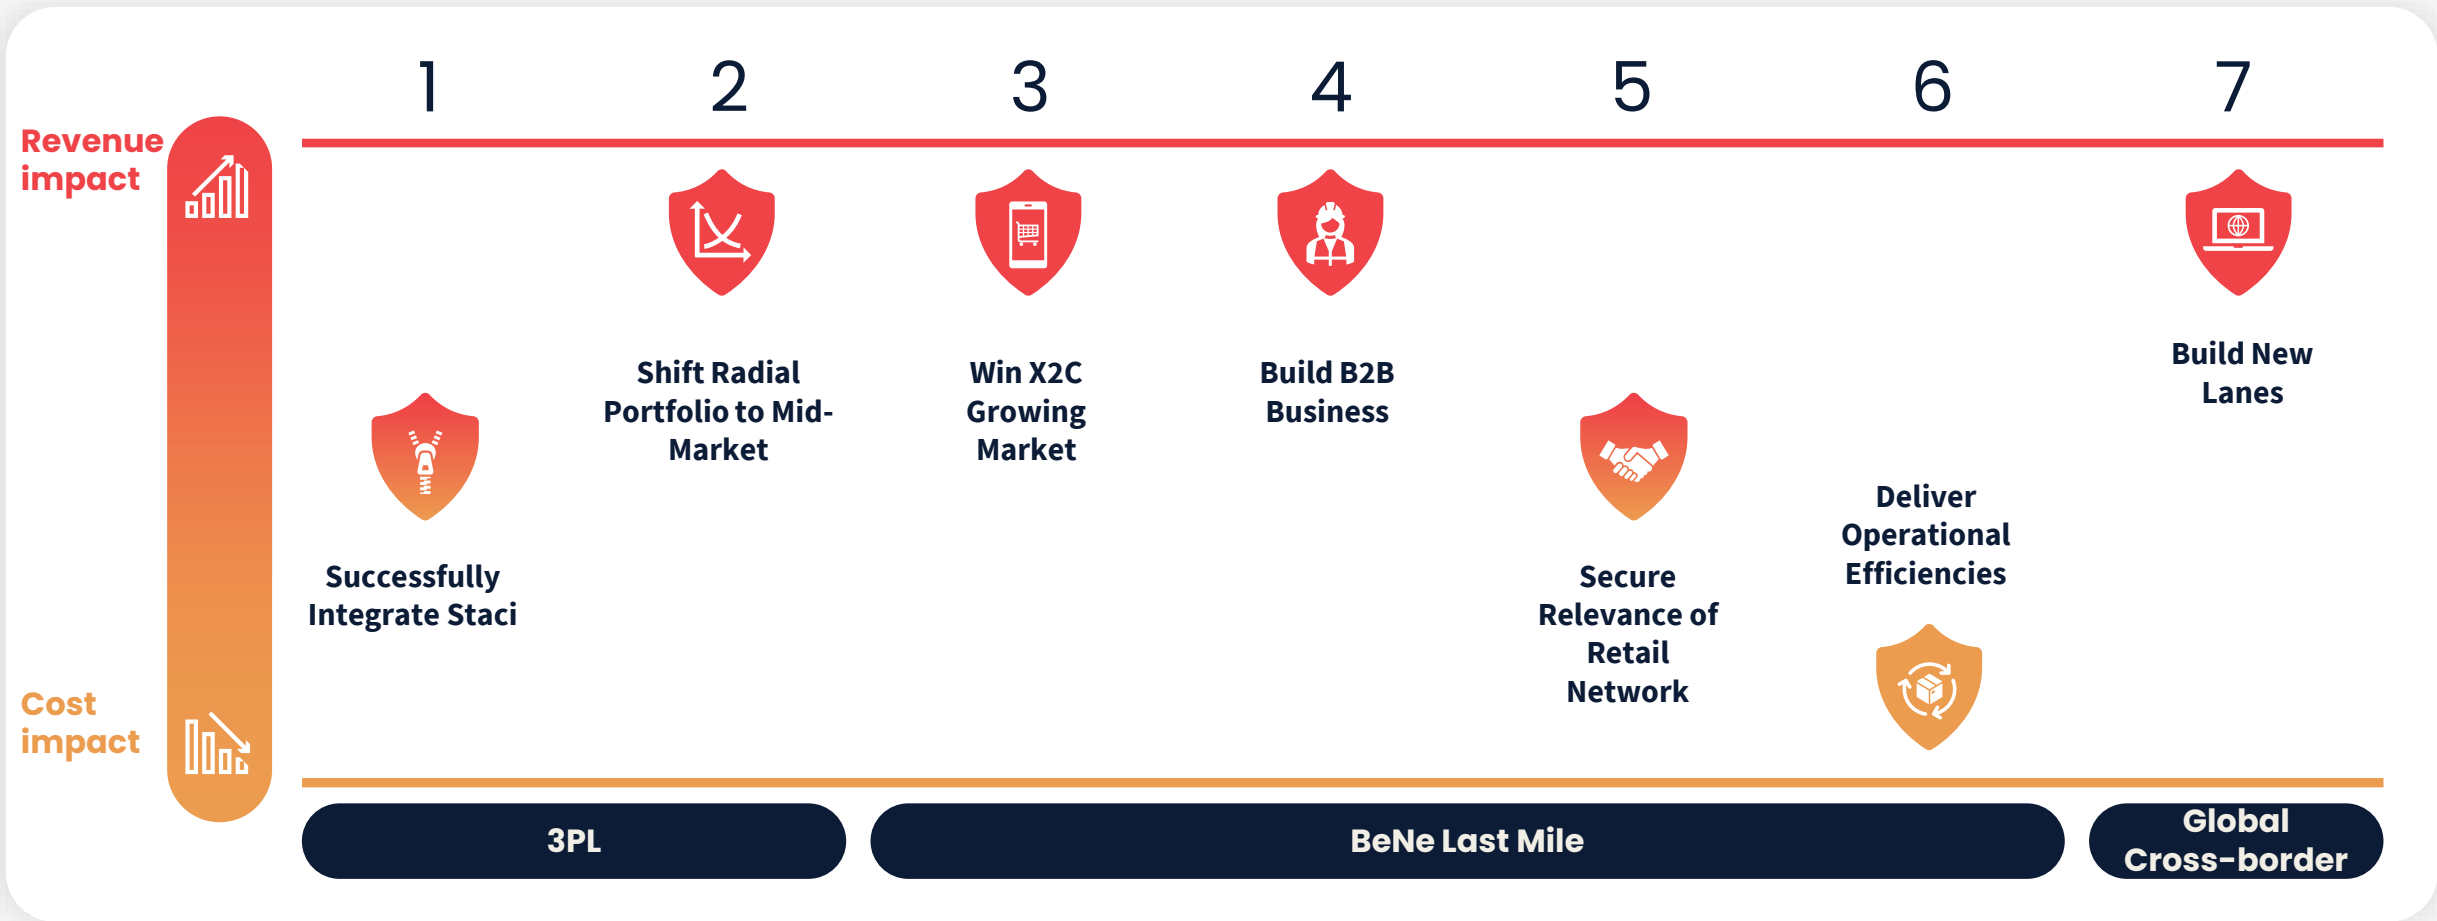 1
2
3
4
5
6
7
Revenue
impact
Cost
impact
Successfully
Integrate Staci
Shift Radial
Portfolio to Mid-
Market
Win X2C
Growing
Market
Build B2B
Business
Secure
Relevance of
Retail
Network
Deliver
Operational
Efficiencies
Build New
Lanes
3PL
BeNe Last Mile
Global
Cross-border